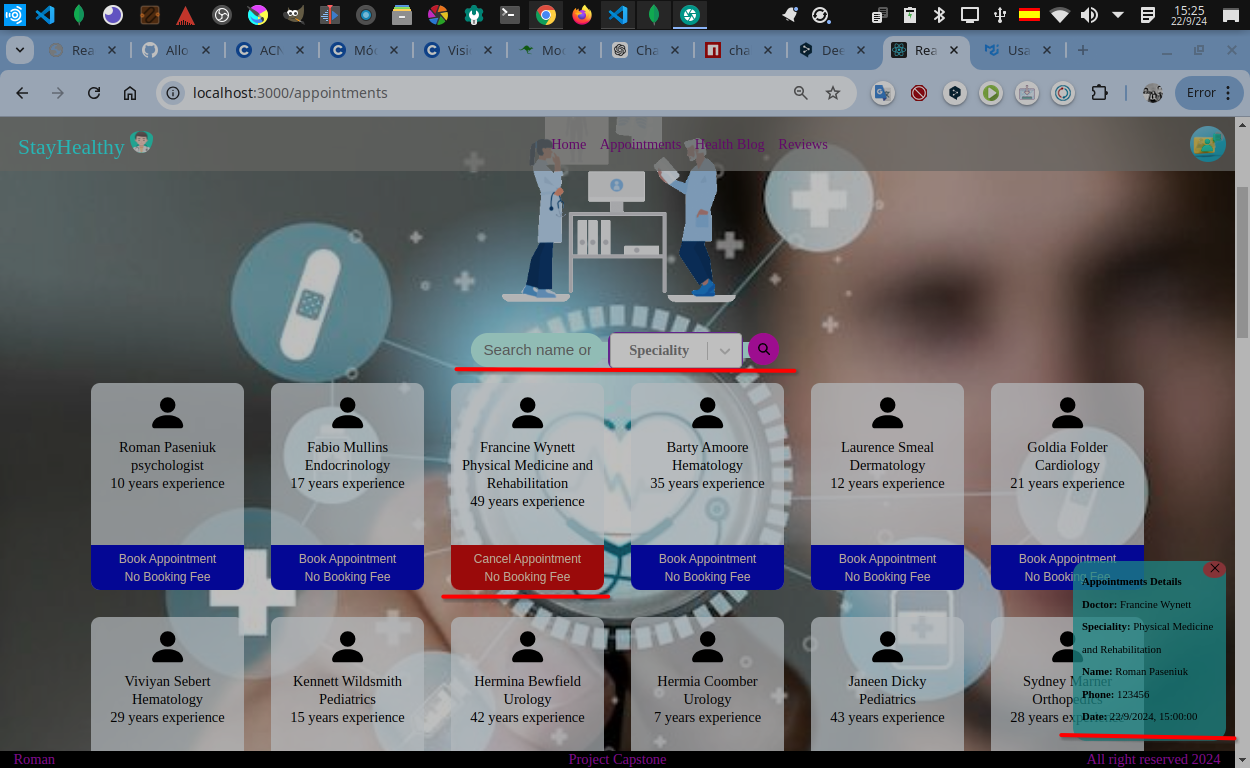 15:25
22/9/24
Rea
Allo
ACN
Móc
Visio
Moc
Cha
cha
Dee
Rea
Usa
localhost:3000/appointments
Error
StayHealthy
Home Appointments Health Blog Reviews
Search name or
Speciality
Roman Paseniuk
psychologist
10 years experience
Book Appointment
No Booking Fee
Fabio Mullins
Endocrinology
17 years experience
Book Appointment
No Booking Fee
Francine Wynett
Physical Medicine and
Rehabilitation
49 years experience
Cancel Appointment
No Booking Fee
Barty Amoore
Hematology
35 years experience
Book Appointment
No Booking Fee
Laurence Smeal
Dermatology
12 years experience
Book Appointment
No Booking Fee
Goldia Folder
Cardiology
21 years experience
Book Appointment
No Booking Fee
Viviyan Sebert
Hematology
29 years experience
Kennett Wildsmith
Pediatrics
15 years experience
Hermina Bewfield
Urology
42 years experience
Hermia Coomber
Urology
7 years experience
Janeen Dicky
Pediatrics
43 years experience
Sydney Marner
Orthopedics
28 years
Appointments Details
Doctor: Francine Wynett
Speciality: Physical Medicine
and Rehabilitation
Name: Roman Paseniuk
Phone: 123456
Date: 22/9/2024, 15:00:00
Roman
Project Capstone
All right reserved 2024